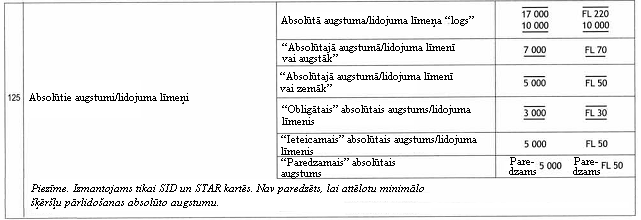 Absolūtā augstuma/lidojuma līmeņa “logs”
17 000 FL 220
10 000 10 000
“Absolūtajā augstumā/lidojuma līmenī
vai augstāk”
7 000 FL 70
“Absolūtajā augstumā/lidojuma līmenī
vai zemāk”
5 000 FL 50
125 Absolūtie augstumi/lidojuma līmeņi
“Obligātais” absolūtais augstums/lidojuma
līmenis
3 000 FL 30
“Ieteicamais” absolūtais augstums/lidojuma
līmenis
5 000 FL 50
“Paredzamais” absolūtais
augstums
Pare-
dzams 5 000
Pare-
dzams FL 50
Piezīme. Izmantojams tikai SID un STAR kartēs. Nav paredzēts, lai attēlotu minimālo
šķēršļu pārlidošanas absolūto augstumu.